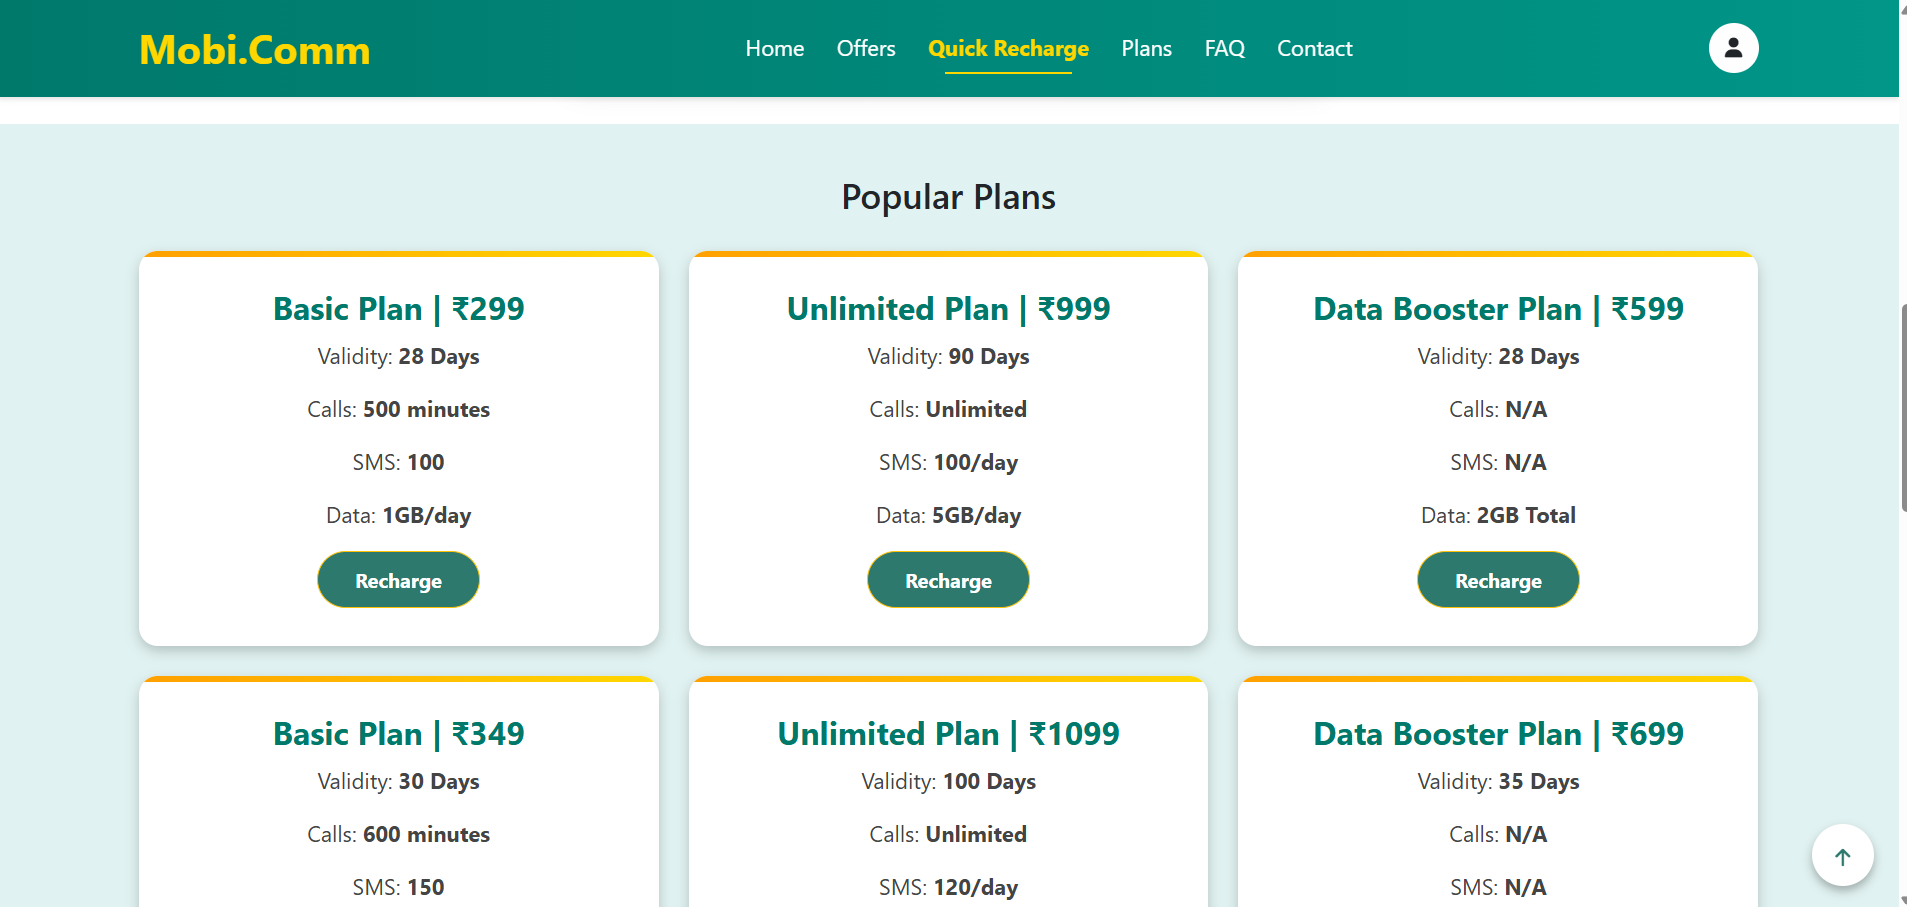 Mobi.Comm
Home Offers Quick Recharge Plans FAQ Contact
Popular Plans
Basic Plan | ₹299
Validity: 28 Days
Calls: 500 minutes
SMS: 100
Data: 1GB/day
Recharge
Unlimited Plan | ₹999
Validity: 90 Days
Calls: Unlimited
SMS: 100/day
Data: 5GB/day
Recharge
Data Booster Plan | ₹599
Validity: 28 Days
Calls: N/A
SMS: N/A
Data: 2GB Total
Recharge
Basic Plan | ₹349
Validity: 30 Days
Calls: 600 minutes
SMS: 150
Unlimited Plan | ₹1099
Validity: 100 Days
Calls: Unlimited
SMS: 120/day
Data Booster Plan | ₹699
Validity: 35 Days
Calls: N/A
SMS: N/A